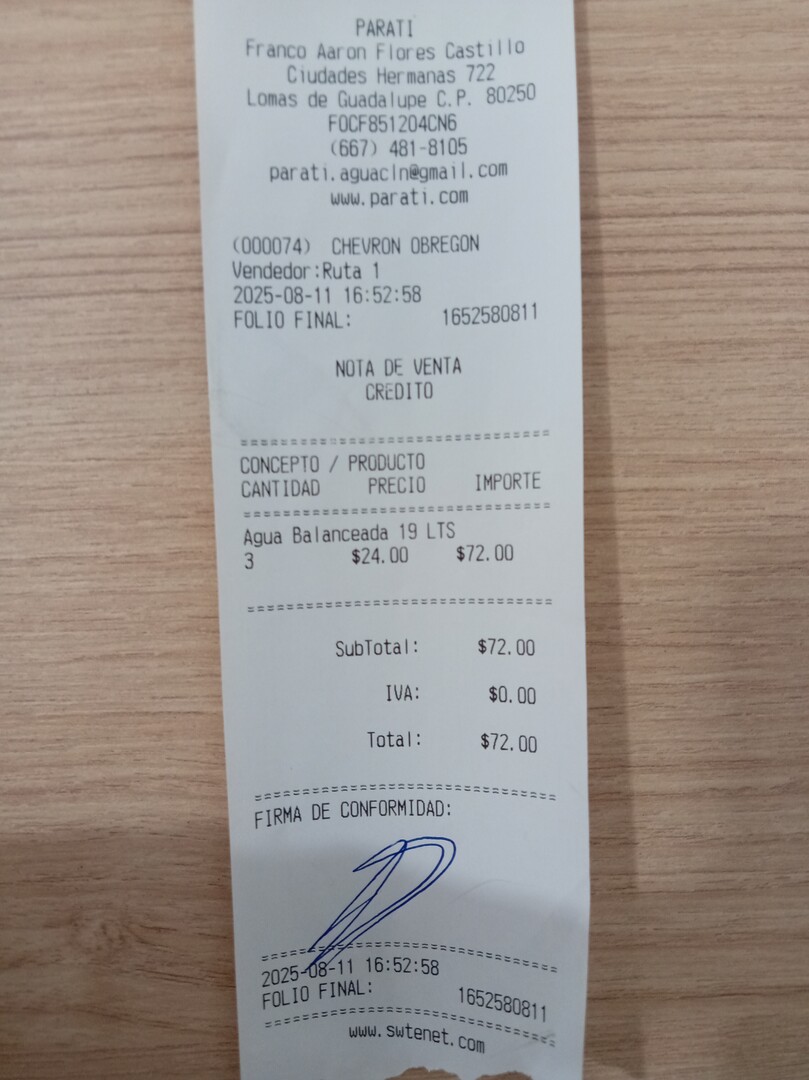 PARATI
Franco Aaron Flores Castillo
Ciudades Hermanas 722
Lomas de Guadalupe C.P. 80250
FOCF851204CN6
(667) 481-8105
parati.aguacln@gmail.com
www.parati.com
(000074) CHEVRON OBREGON
Vendedor:Ruta 1
2025-08-11 16:52:58
FOLIO FINAL: 1652580811
NOTA DE VENTA
CREDITO
==================================
CONCEPTO / PRODUCTO
CANTIDAD PRECIO IMPORTE
==================================
Agua Balanceada 19 LTS
3 $24.00 $72.00
==================================
SubTotal: $72.00
IVA: $0.00
Total: $72.00
==================================
FIRMA DE CONFORMIDAD:
==================================
2025-08-11 16:52:58
FOLIO FINAL: 1652580811
==================================
www.swtenet.com